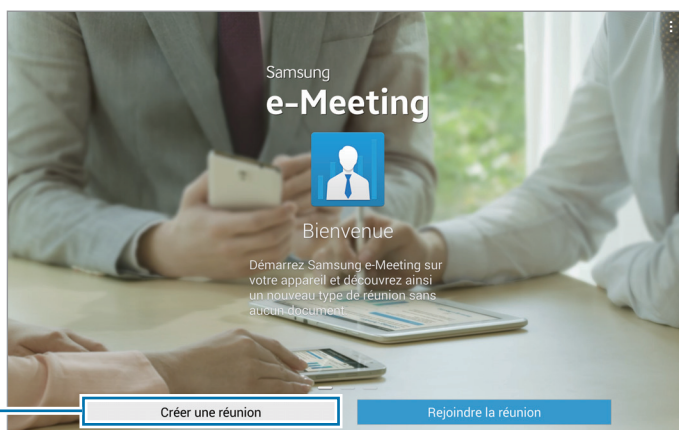 Samsung
e-Meeting
Bienvenue
Démarrez Samsung e-Meeting sur
votre appareil et découvrez ainsi
un nouveau type de réunion sans
aucun document.
Créer une réunion
Rejoindre la réunion